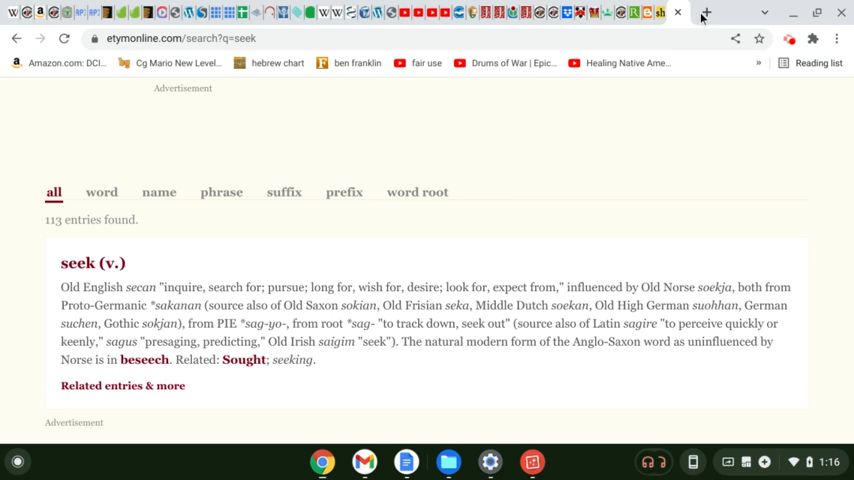 etymonline.com/search?q=seek
Amazon.com: DCI...
Cg Mario New Level...
hebrew chart
ben franklin
fair use
Drums of War | Epic...
Healing Native Ame...
»
Reading list
Advertisement
all word name phrase suffix prefix word root
113 entries found.
seek (v.)
Old English secan "inquire, search for; pursue; long for, wish for, desire; look for, expect from," influenced by Old Norse soekja, both from
Proto-Germanic *sakanan (source also of Old Saxon sokian, Old Frisian seka, Middle Dutch soekan, Old High German suohhan, German
suchen, Gothic sokjan), from PIE *sag-yo-, from root *sag- "to track down, seek out" (source also of Latin sagire "to perceive quickly or
keenly," sagus "presaging, predicting," Old Irish saigim "seek"). The natural modern form of the Anglo-Saxon word as uninfluenced by
Norse is in beseech. Related: Sought; seeking.
Related entries & more
Advertisement
1:16